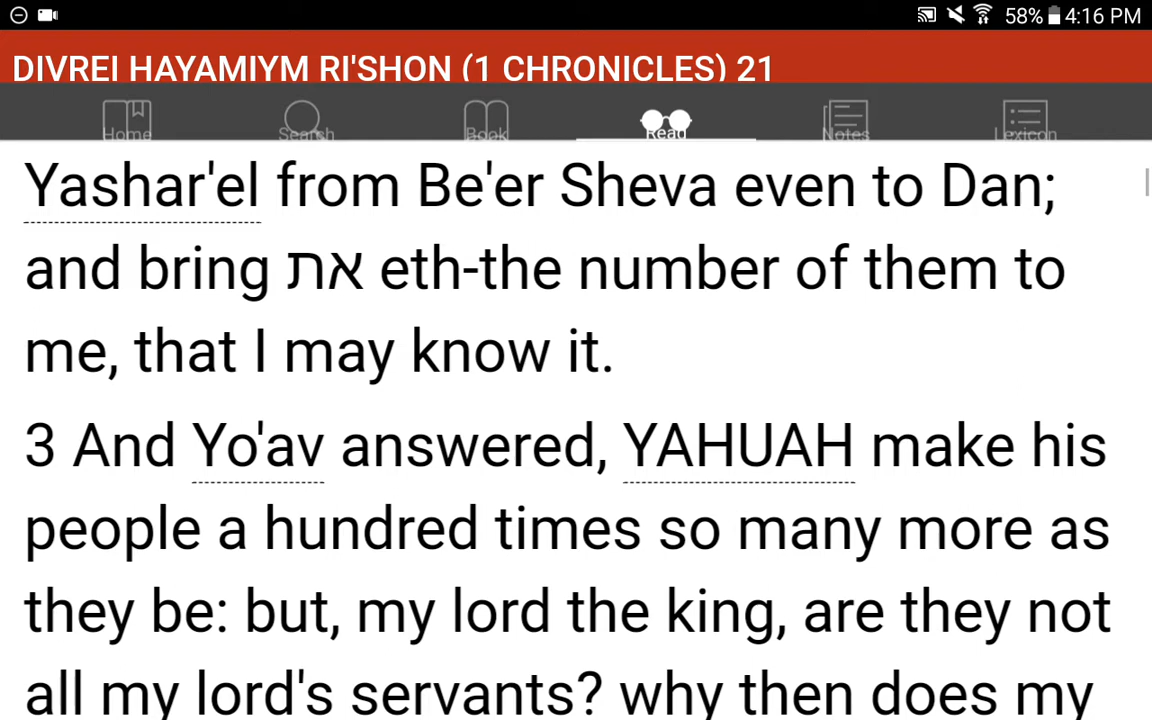 58% 4:16 PM
DIVREI HAYAMIYM RI'SHON (1 CHRONICLES) 21
Home Search Book Read Notes Lexicon
Yashar'el from Be'er Sheva even to Dan;
and bring את eth-the number of them to
me, that I may know it.
3 And Yo'av answered, YAHUAH make his
people a hundred times so many more as
they be: but, my lord the king, are they not
all my lord's servants? why then does my